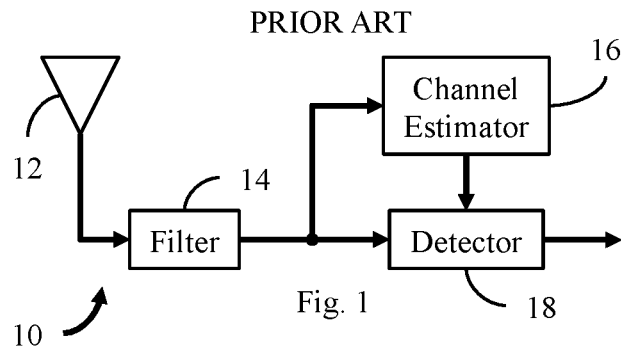 PRIOR ART
16
Channel
Estimator
12
14
Filter
Detector
Fig. 1
18
10